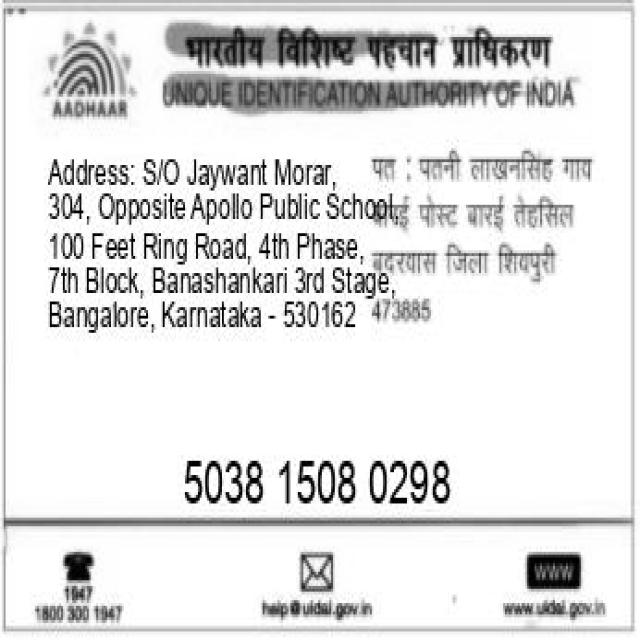 भारतीय विशिष्ट पहचान प्राधिकरण
AADHAAR
UNIQUE IDENTIFICATION AUTHORITY OF INDIA
Address: S/O Jaywant Morar,
304, Opposite Apollo Public School,
100 Feet Ring Road, 4th Phase,
7th Block, Banashankari 3rd Stage,
Bangalore, Karnataka - 530162
पत : पतनी लाखनसिंह गाव
पोस्ट बारई तेहसिल
बदरवास जिला शिवपुरी
473885
5038 1508 0298
1947
1800 300 1947
help@uidai.gov.in
www
www.uidai.gov.in